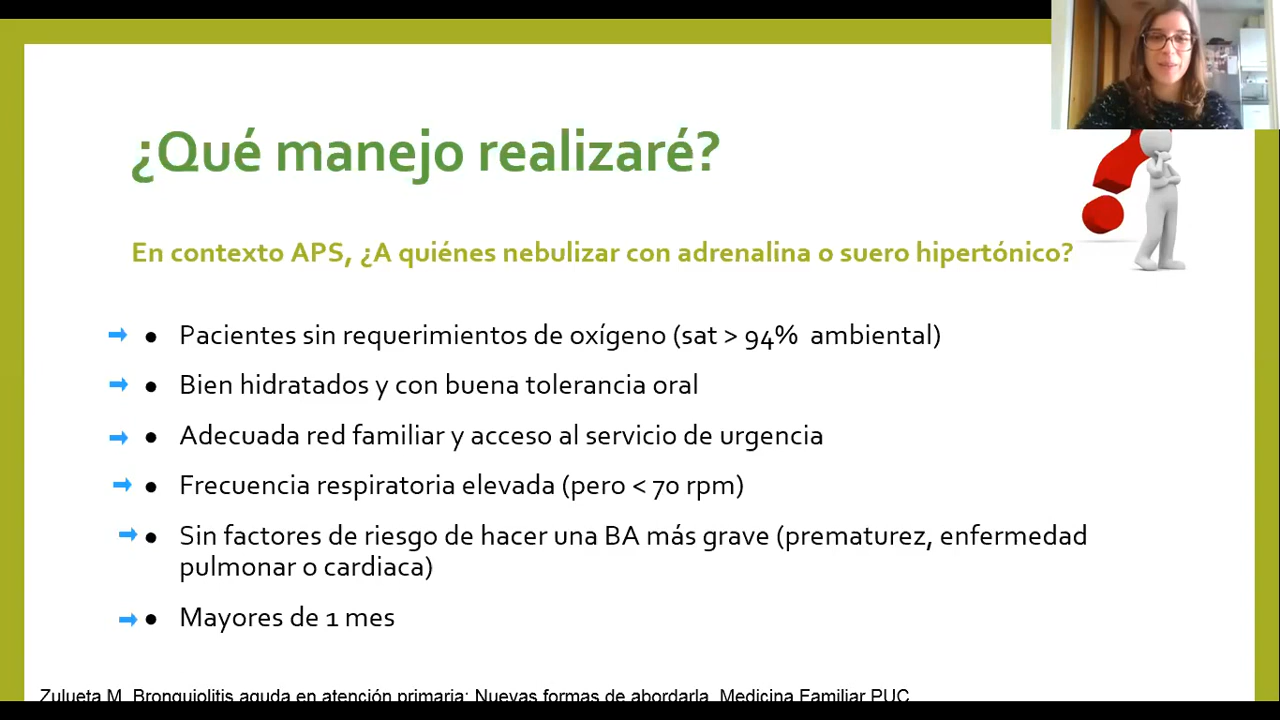 ¿Qué manejo realizaré?
En contexto APS, ¿A quiénes nebulizar con adrenalina o suero hipertónico?
● Pacientes sin requerimientos de oxígeno (sat > 94% ambiental)
● Bien hidratados y con buena tolerancia oral
● Adecuada red familiar y acceso al servicio de urgencia
● Frecuencia respiratoria elevada (pero < 70 rpm)
● Sin factores de riesgo de hacer una BA más grave (prematurez, enfermedad
pulmonar o cardiaca)
● Mayores de 1 mes
Zulueta M. Bronquiolitis aguda en atención primaria: Nuevas formas de abordarla. Medicina Familiar PUC